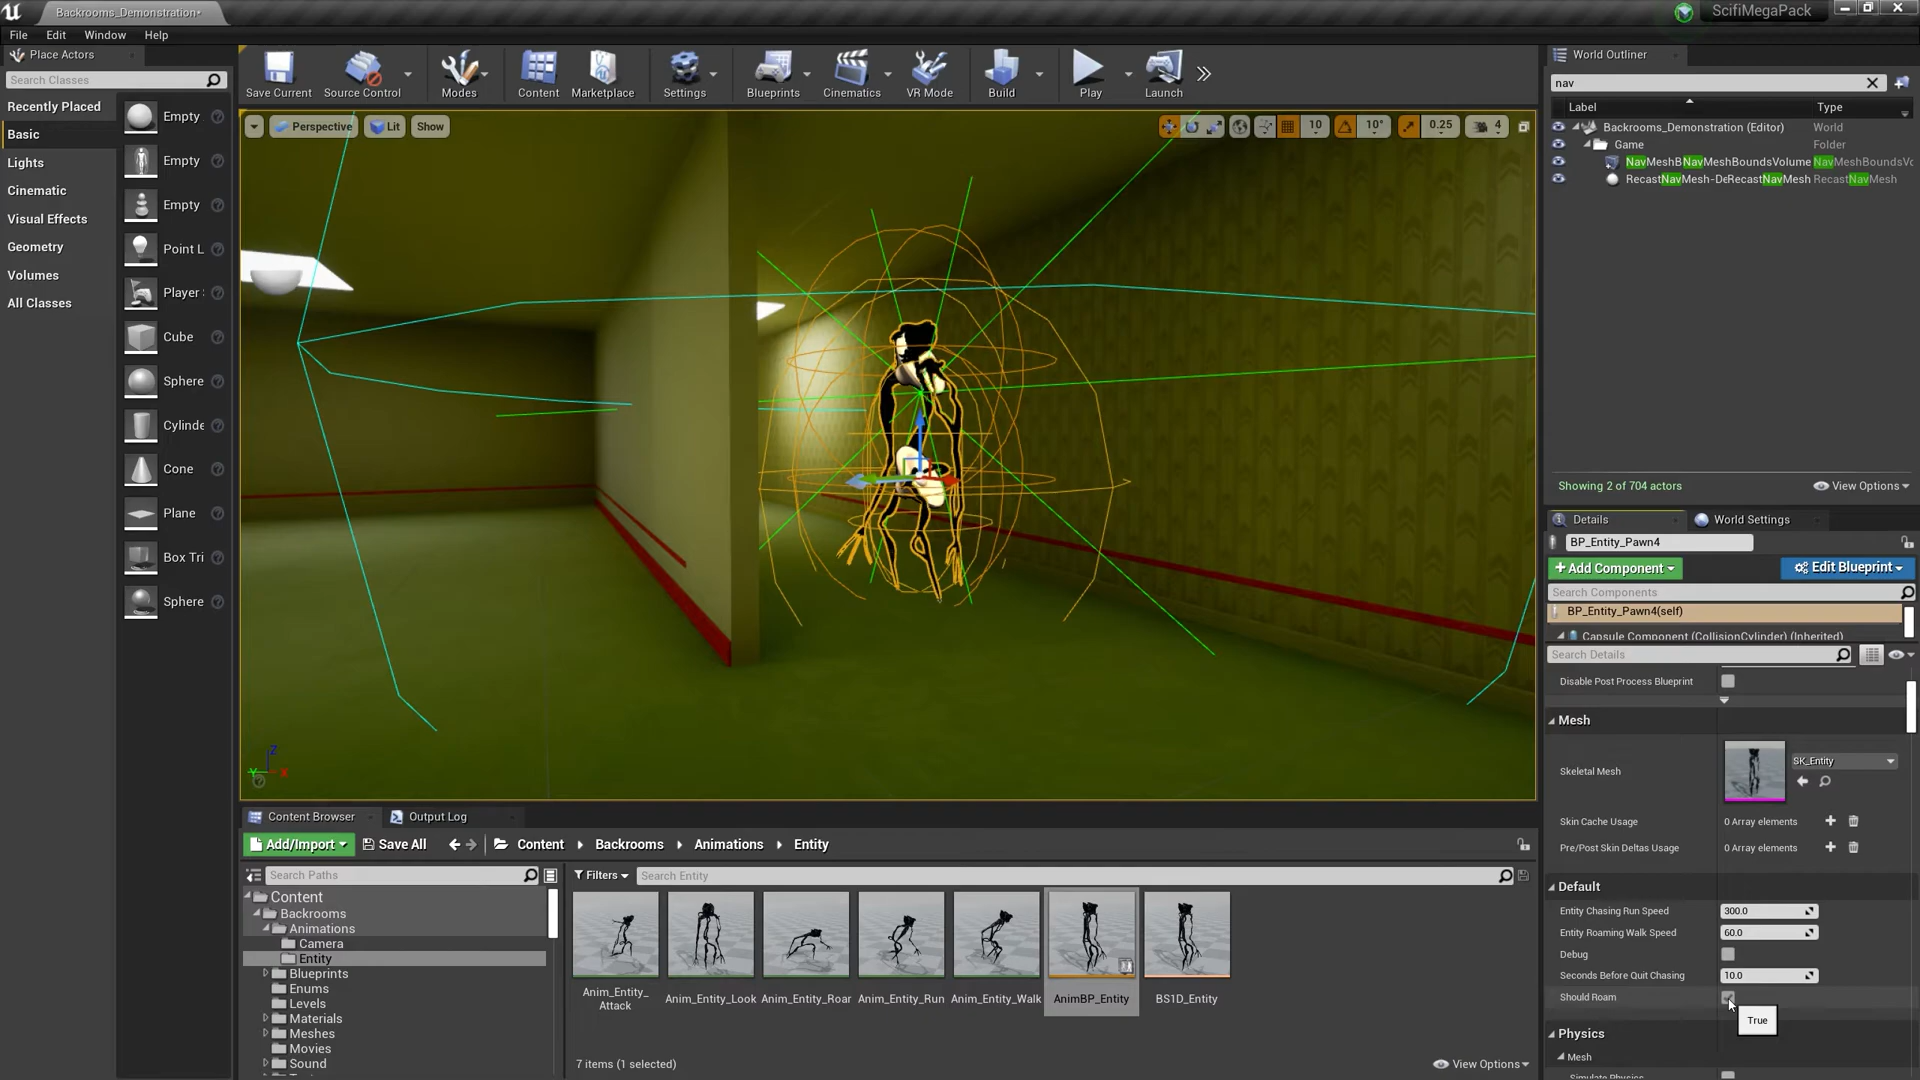 Backrooms_Demonstration*
ScifiMegaPack
File Edit Window Help
Place Actors
Search Classes
Recently Placed
Basic
Lights
Cinematic
Visual Effects
Geometry
Volumes
All Classes
Empty
Empty
Empty
Point L
Player
Cube
Sphere
Cylinde
Cone
Plane
Box Tri
Sphere
Save Current
Source Control
Modes
Content
Marketplace
Settings
Blueprints
Cinematics
VR Mode
Build
Play
Launch
Perspective
Lit
Show
10
10°
0.25
4
Z
Y
X
World Outliner
nav
Label Type
Backrooms_Demonstration (Editor) World
Game Folder
NavMeshBNavMeshBoundsVolume NavMeshBoundsVo
RecastNavMesh-DeRecastNavMesh RecastNavMesh
Showing 2 of 704 actors
View Options
Details
World Settings
BP_Entity_Pawn4
+ Add Component
Edit Blueprint
Search Components
BP_Entity_Pawn4(self)
Capsule Component (CollisionCylinder) (Inherited)
Search Details
Disable Post Process Blueprint
Mesh
Skeletal Mesh
SK_Entity
Skin Cache Usage 0 Array elements
Pre/Post Skin Deltas Usage 0 Array elements
Default
Entity Chasing Run Speed 300.0
Entity Roaming Walk Speed 60.0
Debug
Seconds Before Quit Chasing 10.0
Should Roam
True
Physics
Mesh
Simulate Physics
Content Browser
Output Log
Add/Import
Save All
Content
Backrooms
Animations
Entity
Search Paths
Filters
Search Entity
Content
Backrooms
Animations
Camera
Entity
Blueprints
Enums
Levels
Materials
Meshes
Movies
Sound
Anim_Entity_
Attack
Anim_Entity_Look
Anim_Entity_Roar
Anim_Entity_Run
Anim_Entity_Walk
AnimBP_Entity
BS1D_Entity
7 items (1 selected)
View Options